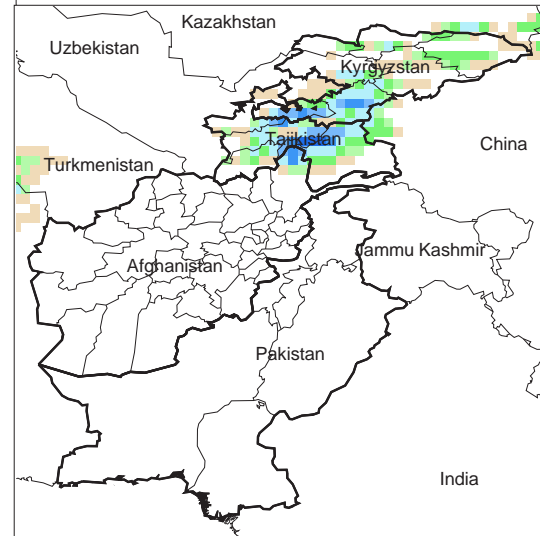 Kazakhstan
Uzbekistan
Kyrgyzstan
Tajikistan
China
Turkmenistan
Jammu Kashmir
Afghanistan
Pakistan
India